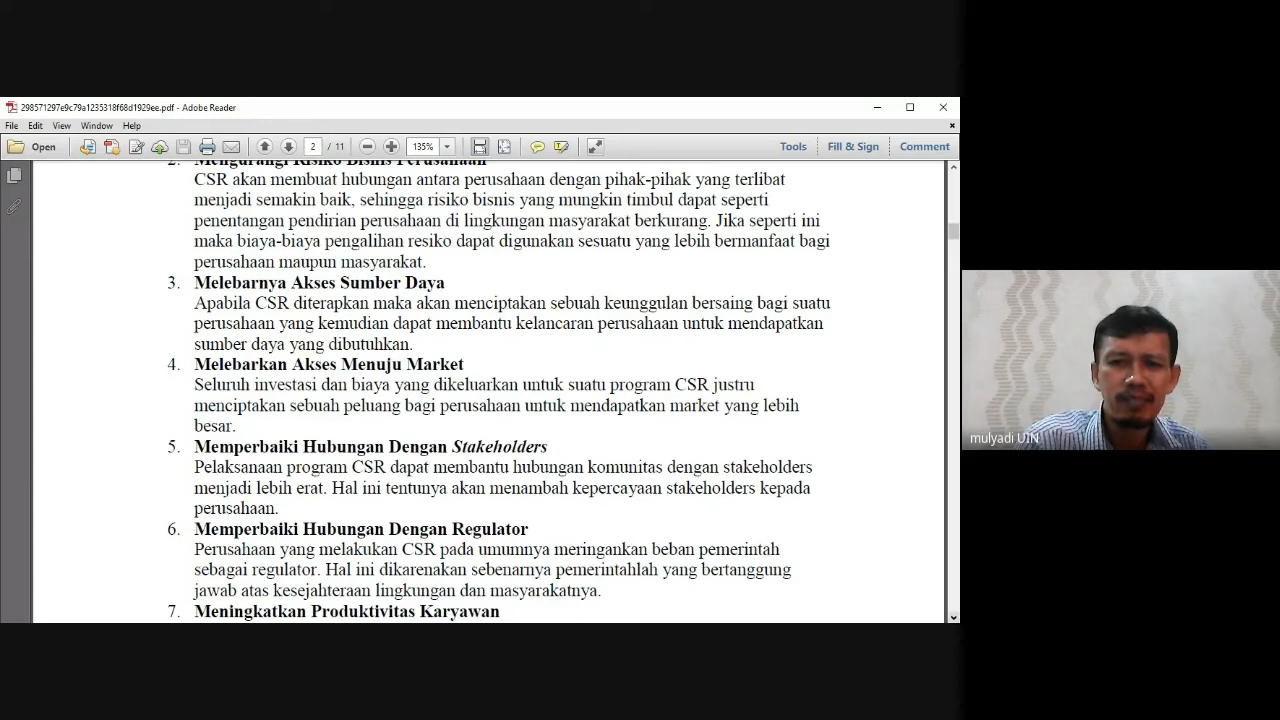 298571297e9c79a1235318f68d1929ee.pdf - Adobe Reader
File Edit View Window Help
Open 2 / 11 135% Tools Fill & Sign Comment
2. Mengurangi Risiko Bisnis Perusahaan
CSR akan membuat hubungan antara perusahaan dengan pihak-pihak yang terlibat
menjadi semakin baik, sehingga risiko bisnis yang mungkin timbul dapat seperti
penentangan pendirian perusahaan di lingkungan masyarakat berkurang. Jika seperti ini
maka biaya-biaya pengalihan resiko dapat digunakan sesuatu yang lebih bermanfaat bagi
perusahaan maupun masyarakat.
3. Melebarnya Akses Sumber Daya
Apabila CSR diterapkan maka akan menciptakan sebuah keunggulan bersaing bagi suatu
perusahaan yang kemudian dapat membantu kelancaran perusahaan untuk mendapatkan
sumber daya yang dibutuhkan.
4. Melebarkan Akses Menuju Market
Seluruh investasi dan biaya yang dikeluarkan untuk suatu program CSR justru
menciptakan sebuah peluang bagi perusahaan untuk mendapatkan market yang lebih
besar.
5. Memperbaiki Hubungan Dengan Stakeholders
Pelaksanaan program CSR dapat membantu hubungan komunitas dengan stakeholders
menjadi lebih erat. Hal ini tentunya akan menambah kepercayaan stakeholders kepada
perusahaan.
6. Memperbaiki Hubungan Dengan Regulator
Perusahaan yang melakukan CSR pada umumnya meringankan beban pemerintah
sebagai regulator. Hal ini dikarenakan sebenarnya pemerintahlah yang bertanggung
jawab atas kesejahteraan lingkungan dan masyarakatnya.
7. Meningkatkan Produktivitas Karyawan
mulyadi UIN